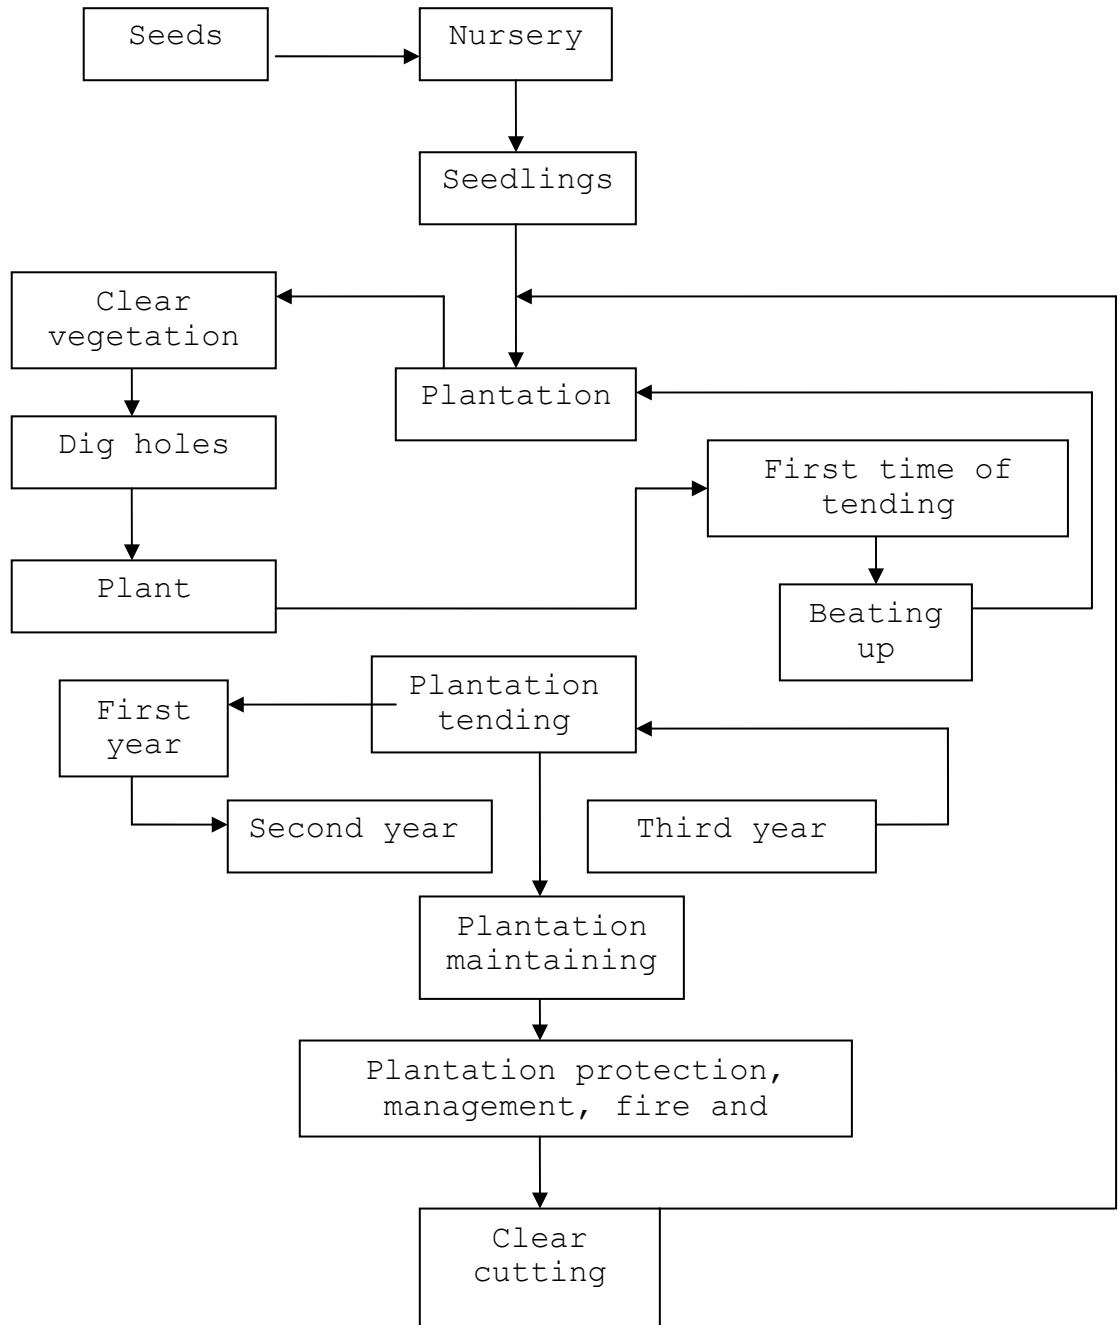 Seeds
Nursery
Seedlings
Clear
vegetation
Plantation
Dig holes
First time of
tending
Plant
Beating
up
Plantation
tending
First
year
Second year
Third year
Plantation
maintaining
Plantation protection,
management, fire and
Clear
cutting